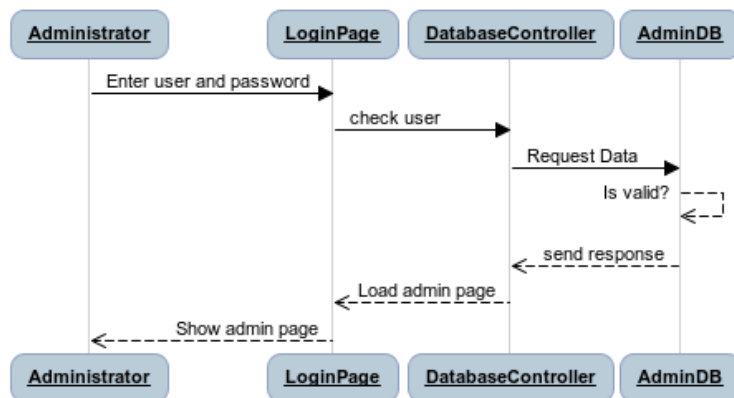 Administrator LoginPage DatabaseController AdminDB
Enter user and password
check user
Request Data
Is valid?
send response
Load admin page
Show admin page
Administrator LoginPage DatabaseController AdminDB